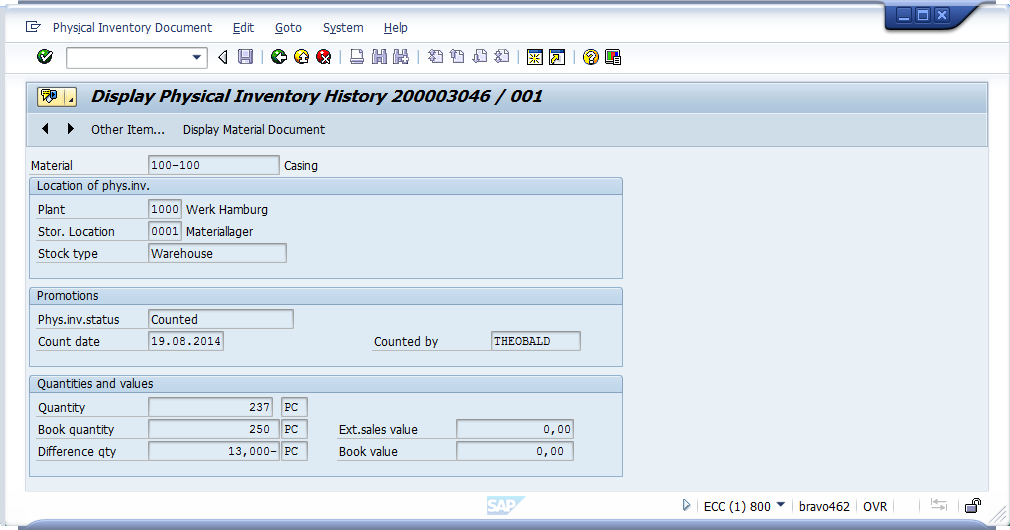 Physical Inventory Document Edit Goto System Help
Display Physical Inventory History 200003046 / 001
Other Item... Display Material Document
Material 100-100 Casing
Location of phys.inv.
Plant 1000 Werk Hamburg
Stor. Location 0001 Materiallager
Stock type Warehouse
Promotions
Phys.inv.status Counted
Count date 19.08.2014 Counted by THEOBALD
Quantities and values
Quantity 237 PC
Book quantity 250 PC Ext.sales value 0,00
Difference qty 13,000- PC Book value 0,00
SAP ECC (1) 800 bravo462 OVR